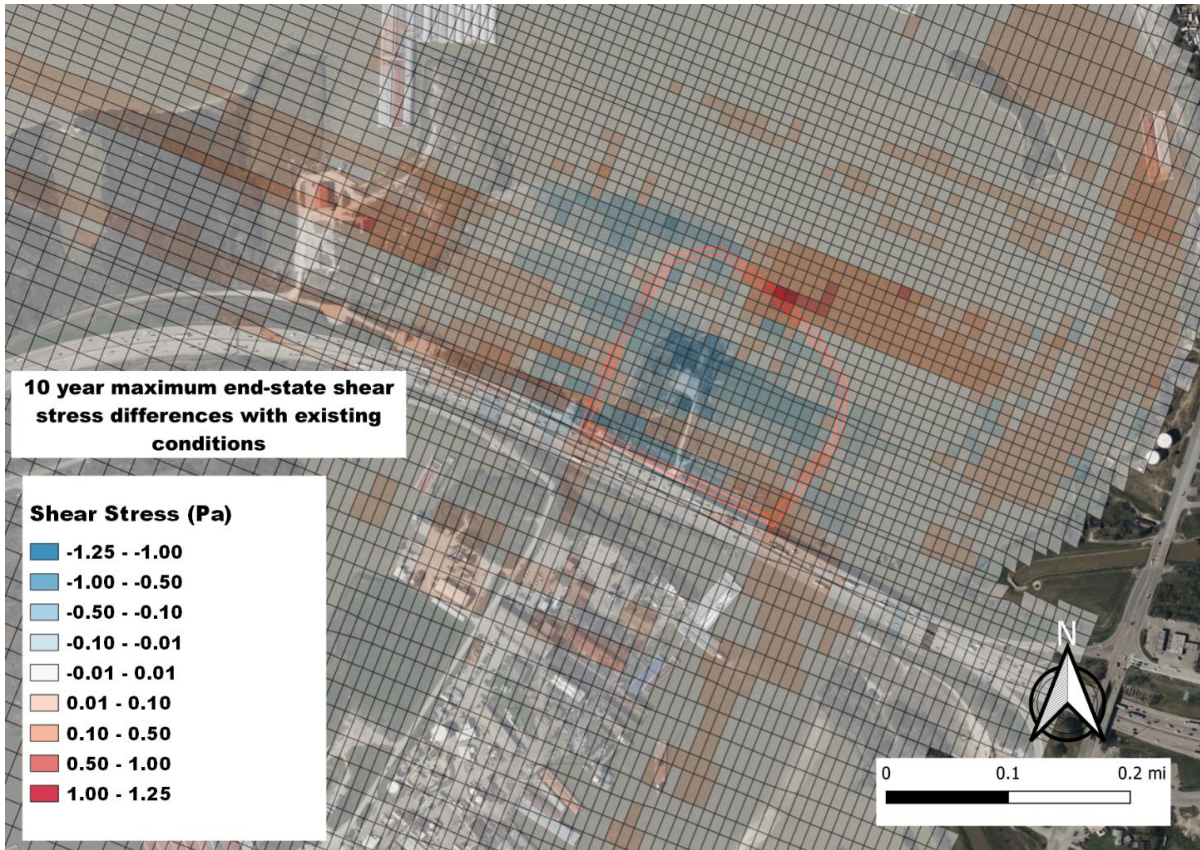 10 year maximum end-state shear
stress differences with existing
conditions
Shear Stress (Pa)
-1.25 - -1.00
-1.00 - -0.50
-0.50 - -0.10
-0.10 - -0.01
-0.01 - 0.01
0.01 - 0.10
0.10 - 0.50
0.50 - 1.00
1.00 - 1.25
N
0 0.1 0.2 mi